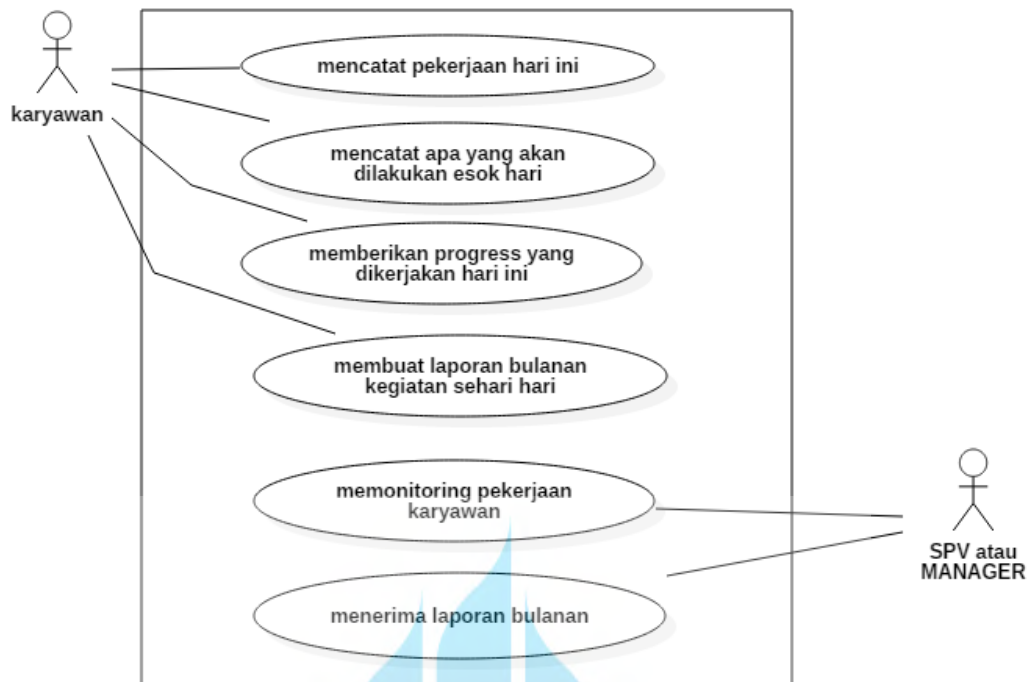 karyawan
mencatat pekerjaan hari ini
mencatat apa yang akan
dilakukan esok hari
memberikan progress yang
dikerjakan hari ini
membuat laporan bulanan
kegiatan sehari hari
memonitoring pekerjaan
karyawan
menerima laporan bulanan
SPV atau
MANAGER